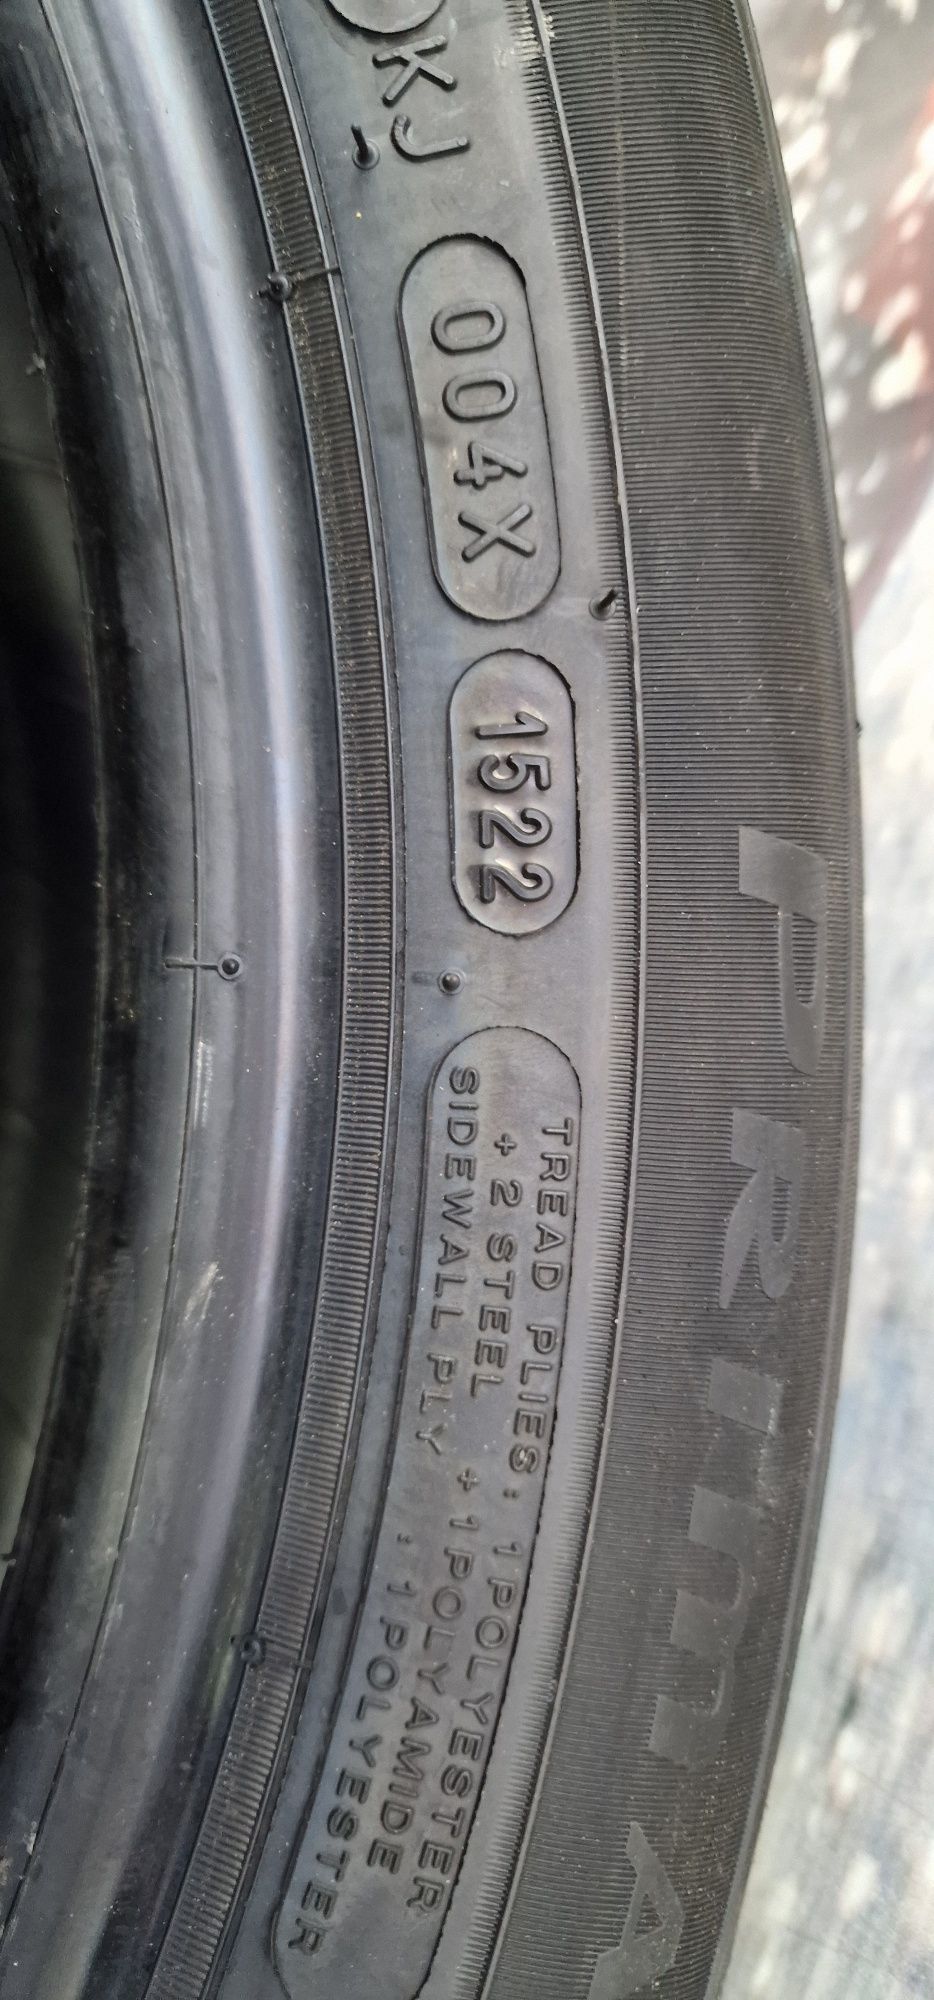 KJ
004X
1522
TREAD PLIES: 1 POLYESTER
+ 2 STEEL + 1 POLYAMIDE
SIDEWALL PLY : 1 POLYESTER
PRIMA